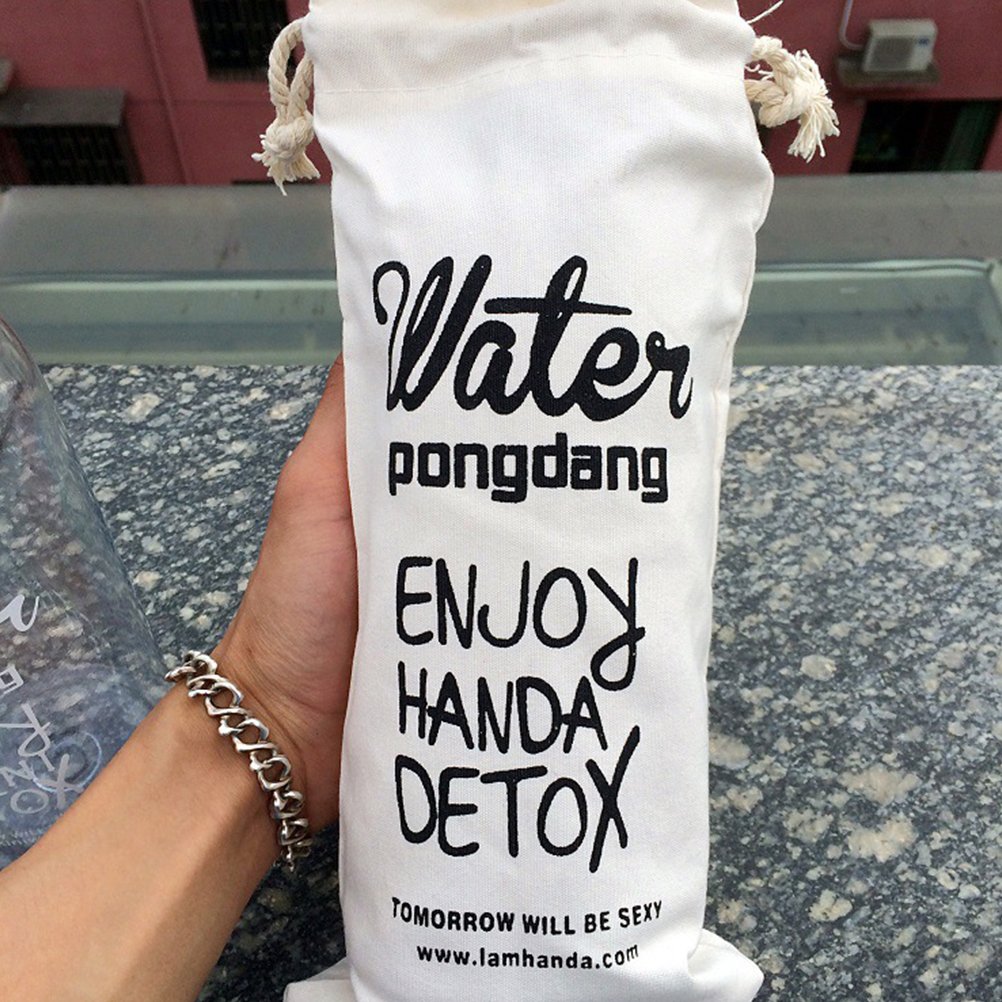 Water
pongdang
ENJOY
HANDA
DETOX
TOMORROW WILL BE SEXY
www.lamhanda.com